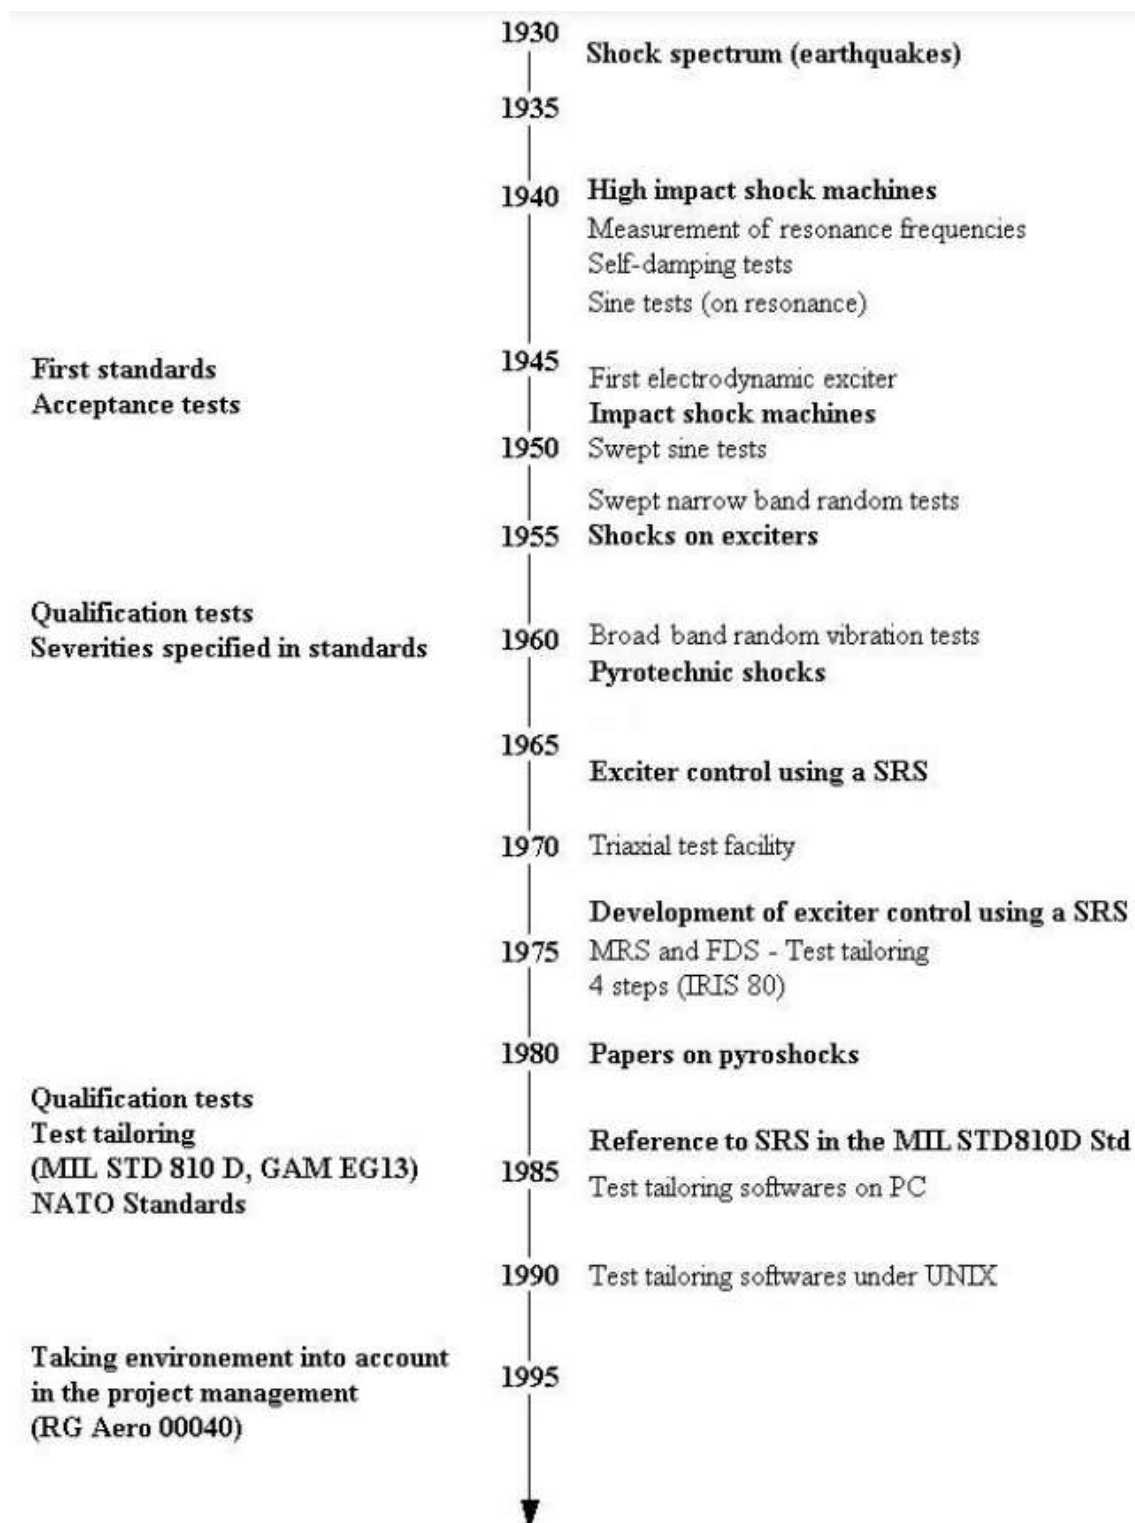 1930
Shock spectrum (earthquakes)
1935
High impact shock machines
1940
Measurement of resonance frequencies
Self-damping tests
Sine tests (on resonance)
1945
First standards
First electrodynamic exciter
Acceptance tests
Impact shock machines
1950
Swept sine tests
Swept narrow band random tests
1955
Shocks on exciters
Qualification tests
Severities specified in standards
1960
Broad band random vibration tests
Pyrotechnic shocks
1965
Exciter control using a SRS
1970
Triaxial test facility
Development of exciter control using a SRS
1975
MRS and FDS - Test tailoring
4 steps (IRIS 80)
1980
Papers on pyroshocks
Qualification tests
Test tailoring
(MIL STD 810 D, GAM EG13)
NATO Standards
Reference to SRS in the MIL STD810D Std
1985
Test tailoring softwares on PC
1990
Test tailoring softwares under UNIX
Taking environement into account
in the project management
(RG Aero 00040)
1995